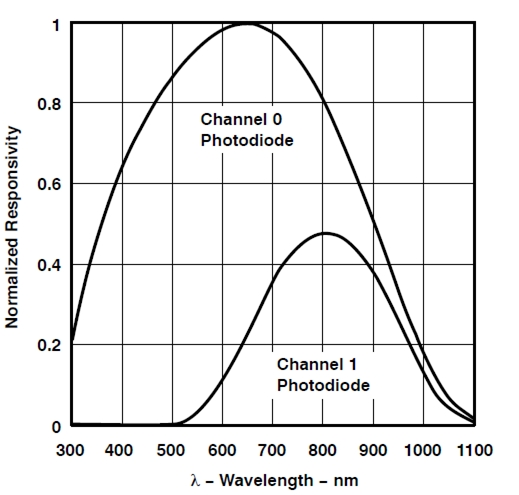 1
0.8
0.6
0.4
0.2
0
Normalized Responsivity
Channel 0
Photodiode
Channel 1
Photodiode
300 400 500 600 700 800 900 1000 1100
λ – Wavelength – nm